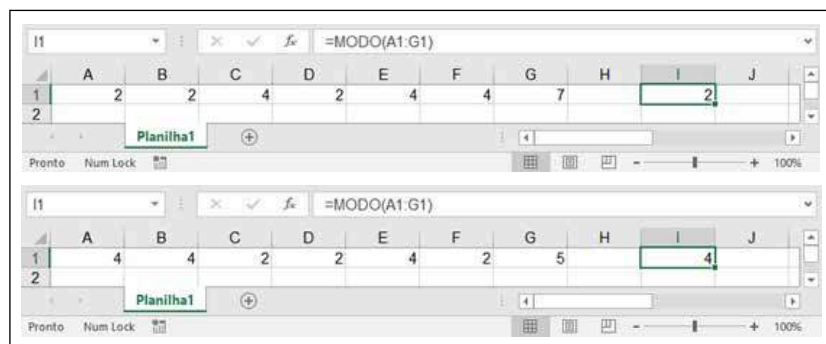 I1 fx =MODO(A1:G1)
A B C D E F G H I J
1 2 2 4 2 4 4 7 2
2
Planilha1
Pronto Num Lock 100%
I1 fx =MODO(A1:G1)
A B C D E F G H I J
1 4 4 2 2 4 2 5 4
2
Planilha1
Pronto Num Lock 100%